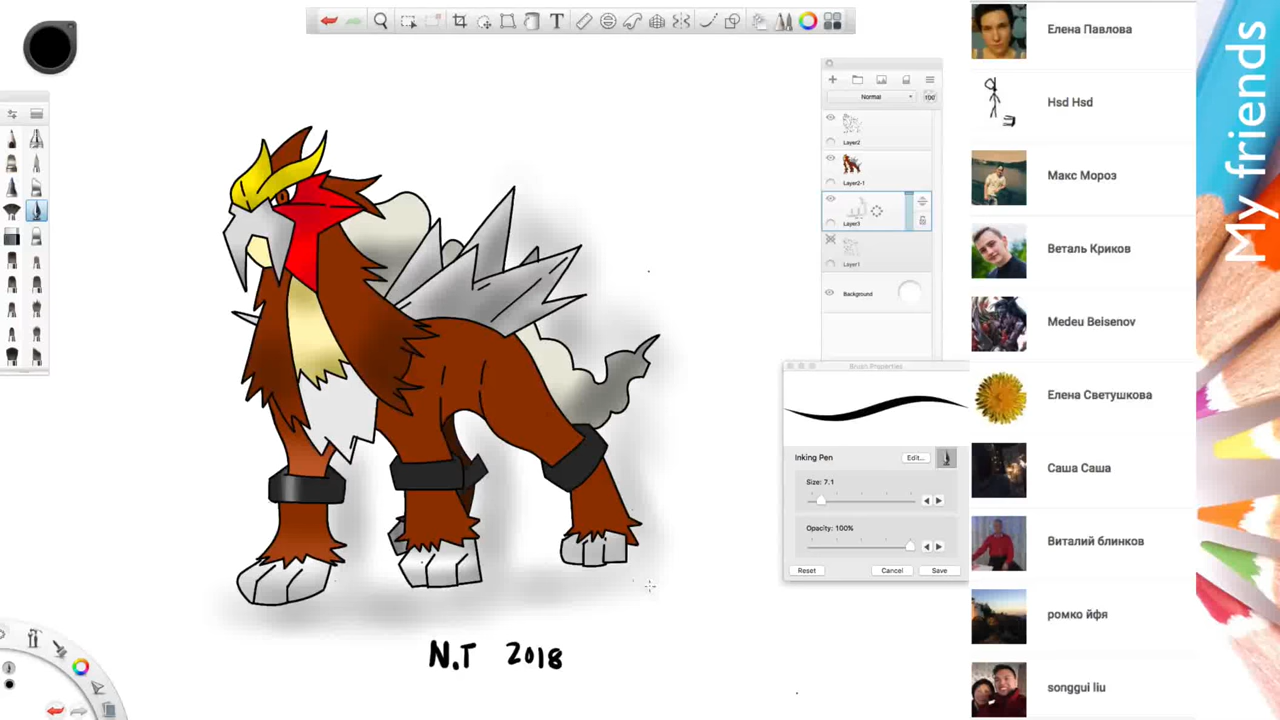 T
Normal
Layer2
Layer2-1
Layer3
Layer1
Background
Brush Properties
Inking Pen
Edit...
Size: 7.1
Opacity: 100%
Reset
Cancel
Save
N.T 2018
Елена Павлова
Hsd Hsd
Макс Мороз
Веталь Криков
Medeu Beisenov
Елена Светушкова
Саша Саша
Виталий блинков
ромко йфя
songgui liu
My friends